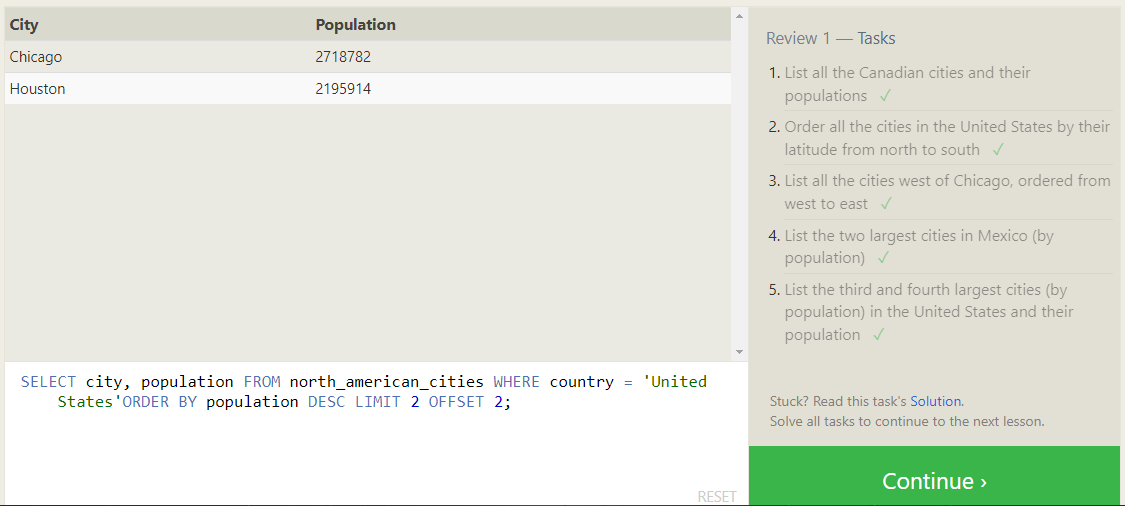 City Population
Chicago 2718782
Houston 2195914
SELECT city, population FROM north_american_cities WHERE country = 'United
States'ORDER BY population DESC LIMIT 2 OFFSET 2;
RESET
Review 1 — Tasks
1. List all the Canadian cities and their
populations ✓
2. Order all the cities in the United States by their
latitude from north to south ✓
3. List all the cities west of Chicago, ordered from
west to east ✓
4. List the two largest cities in Mexico (by
population) ✓
5. List the third and fourth largest cities (by
population) in the United States and their
population ✓
Stuck? Read this task's Solution.
Solve all tasks to continue to the next lesson.
Continue ›